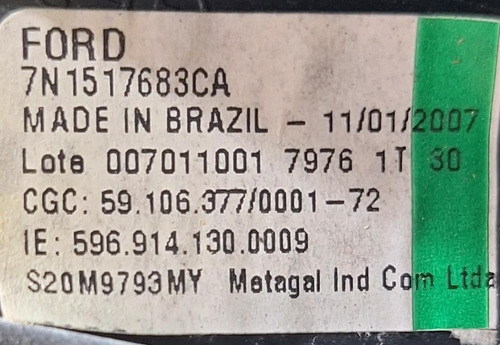 FORD
7N1517683CA
MADE IN BRAZIL - 11/01/2007
Lote 007011001 7976 1T 30
CGC: 59.106.377/0001-72
IE: 596.914.130.0009
S20M9793MY Metagal Ind Com Ltda